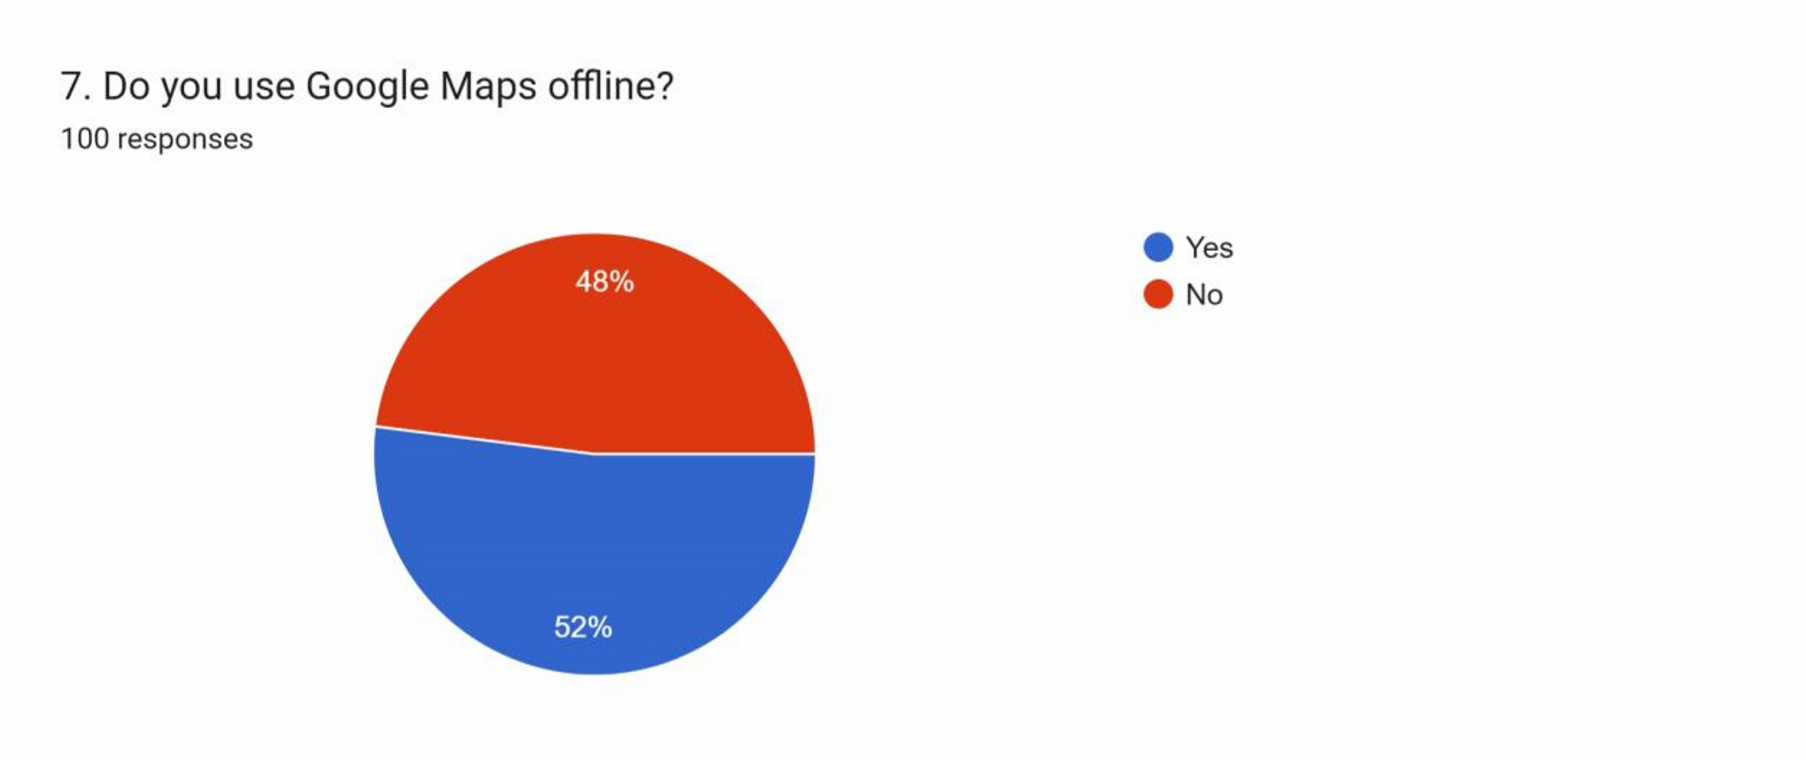 7. Do you use Google Maps offline?
100 responses
48%
52%
Yes
No